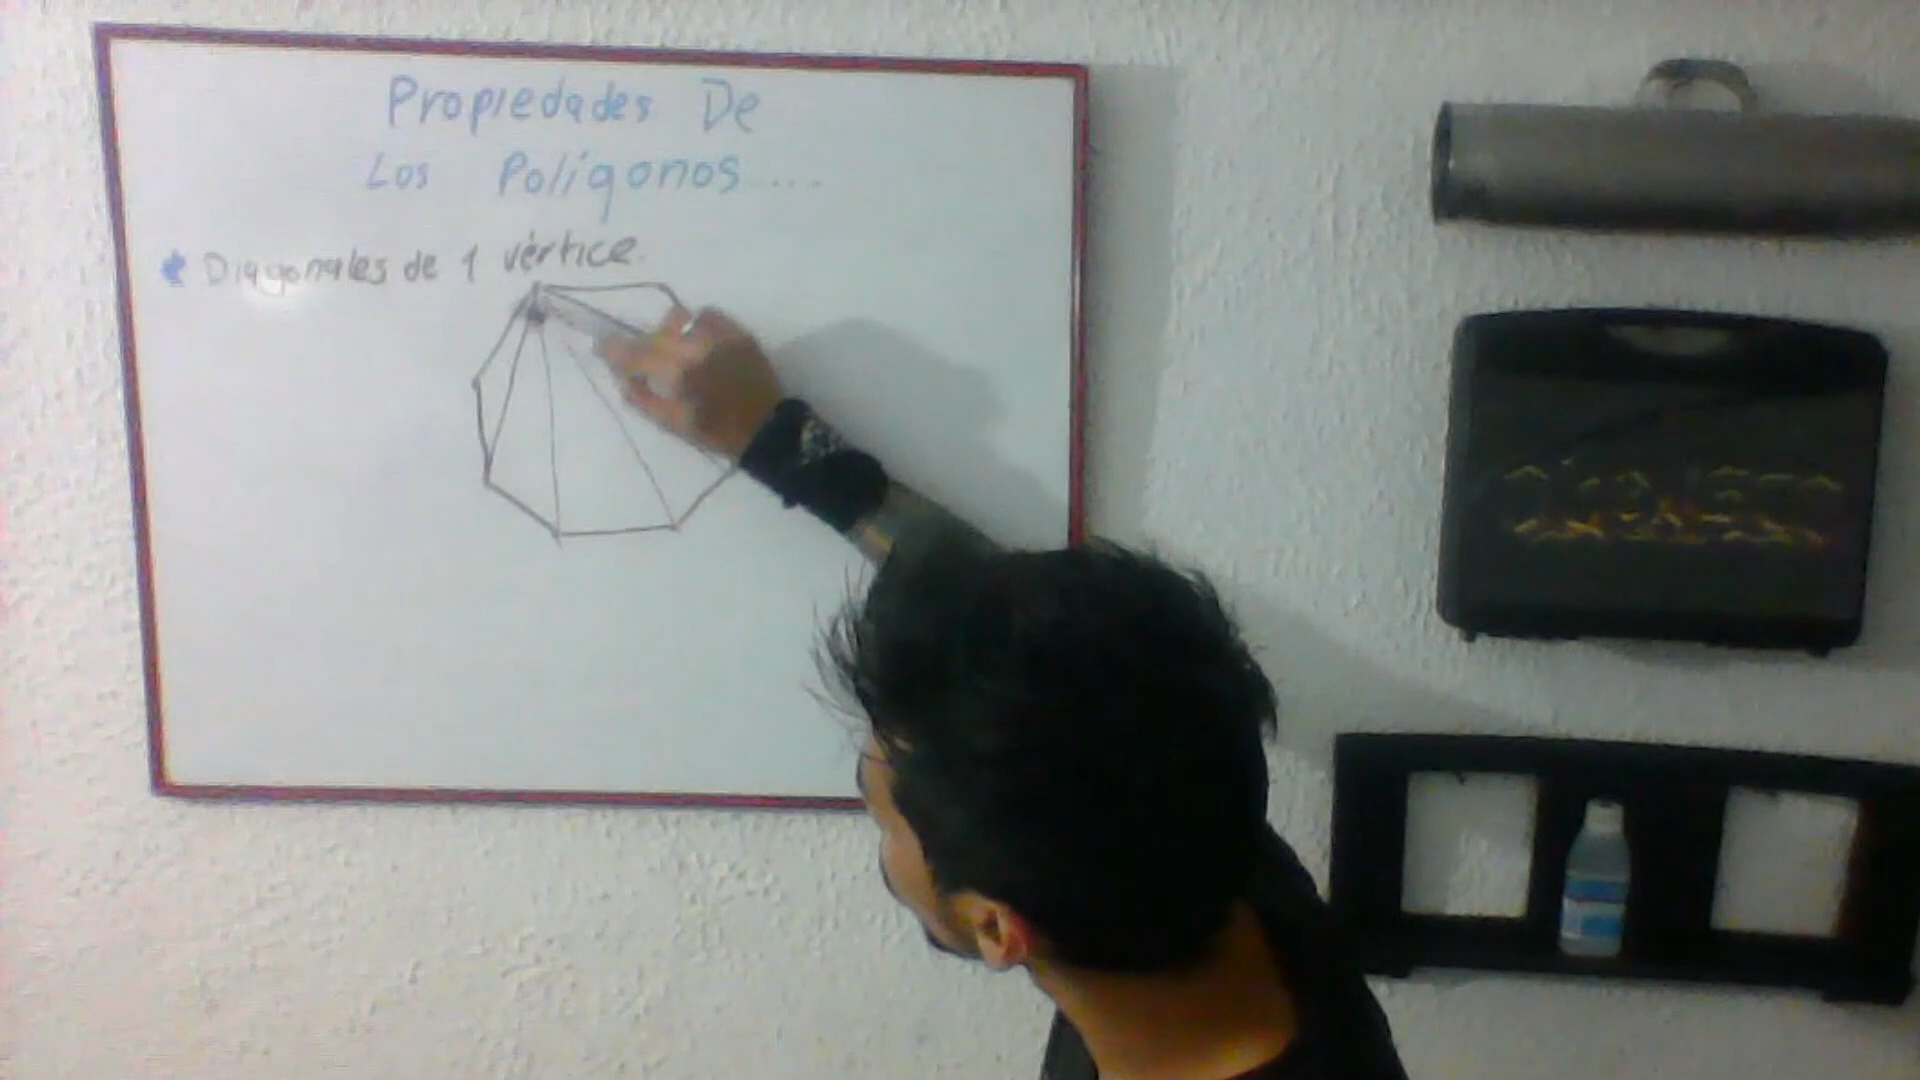 Propiedades De
Los Polígonos....
Diagonales de 1 vértice.